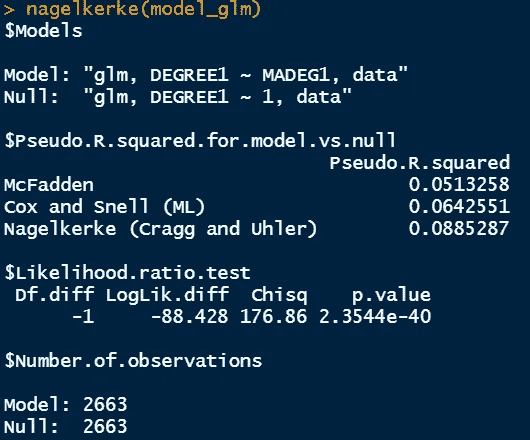 > nagelkerke(model_glm)
$Models
Model: "glm, DEGREE1 ~ MADEG1, data"
Null:  "glm, DEGREE1 ~ 1, data"
$Pseudo.R.squared.for.model.vs.null
                             Pseudo.R.squared
McFadden                            0.0513258
Cox and Snell (ML)                  0.0642551
Nagelkerke (Cragg and Uhler)        0.0885287
$Likelihood.ratio.test
 Df.diff LogLik.diff  Chisq    p.value
      -1     -88.428 176.86 2.3544e-40
$Number.of.observations
Model: 2663
Null:  2663